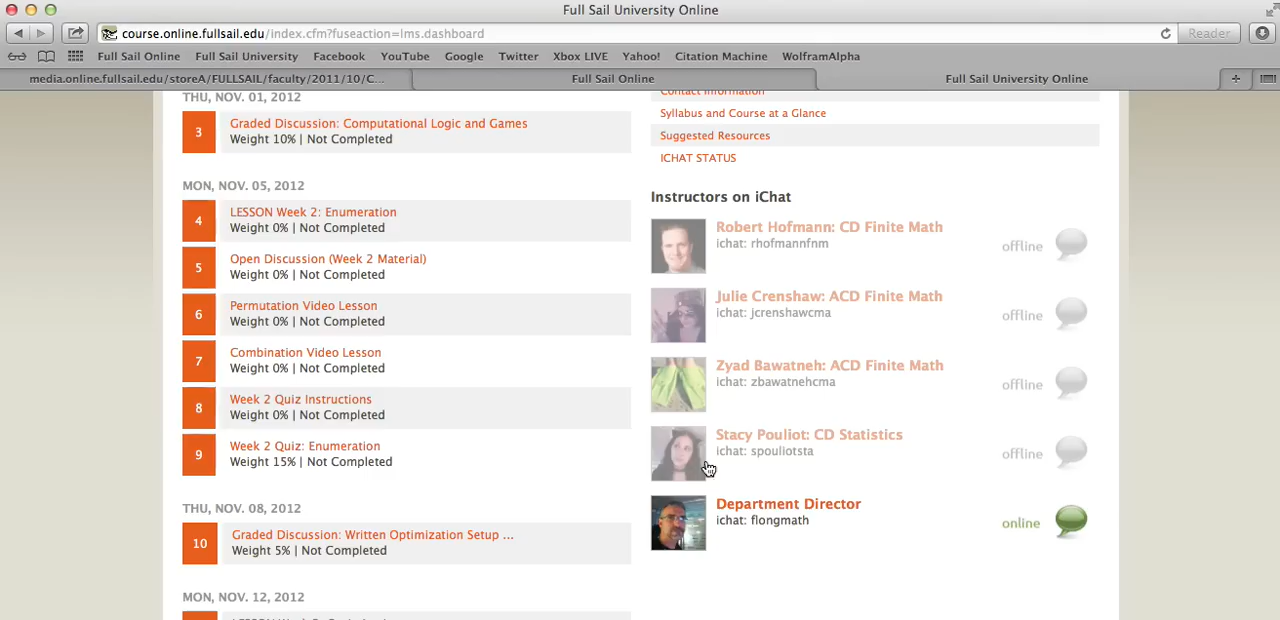 Full Sail University Online
course.online.fullsail.edu/index.cfm?fuseaction=lms.dashboard
Reader
Full Sail Online Full Sail University Facebook YouTube Google Twitter Xbox LIVE Yahoo! Citation Machine WolframAlpha
media.online.fullsail.edu/storeA/FULLSAIL/faculty/2011/10/C... Full Sail Online Full Sail University Online
THU, NOV. 01, 2012
3
Graded Discussion: Computational Logic and Games
Weight 10% | Not Completed
MON, NOV. 05, 2012
4
LESSON Week 2: Enumeration
Weight 0% | Not Completed
5
Open Discussion (Week 2 Material)
Weight 0% | Not Completed
6
Permutation Video Lesson
Weight 0% | Not Completed
7
Combination Video Lesson
Weight 0% | Not Completed
8
Week 2 Quiz Instructions
Weight 0% | Not Completed
9
Week 2 Quiz: Enumeration
Weight 15% | Not Completed
THU, NOV. 08, 2012
10
Graded Discussion: Written Optimization Setup ...
Weight 5% | Not Completed
MON, NOV. 12, 2012
Contact Information
Syllabus and Course at a Glance
Suggested Resources
ICHAT STATUS
Instructors on iChat
Robert Hofmann: CD Finite Math
ichat: rhofmannfnm
offline
Julie Crenshaw: ACD Finite Math
ichat: jcrenshawcma
offline
Zyad Bawatneh: ACD Finite Math
ichat: zbawatnehcma
offline
Stacy Pouliot: CD Statistics
ichat: spouliotsta
offline
Department Director
ichat: flongmath
online